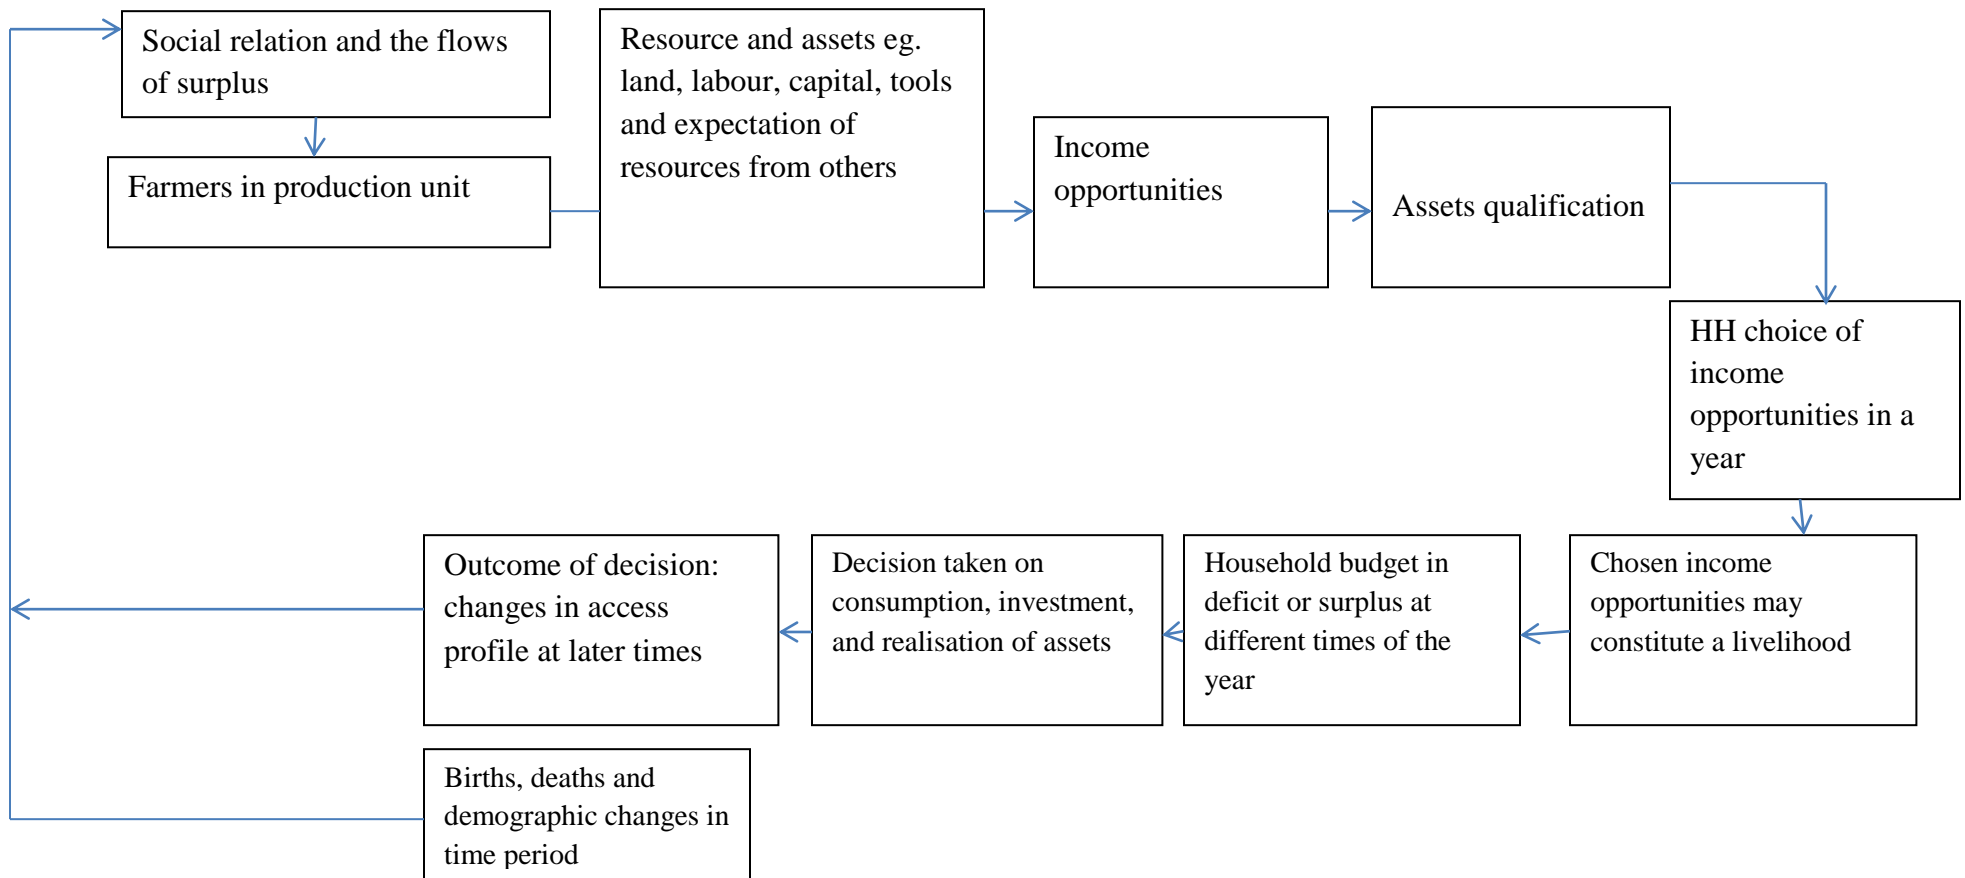 Social relation and the flows
of surplus
Farmers in production unit
Resource and assets eg.
land, labour, capital, tools
and expectation of
resources from others
Income
opportunities
Assets qualification
HH choice of
income
opportunities in a
year
Chosen income
opportunities may
constitute a livelihood
Household budget in
deficit or surplus at
different times of the
year
Decision taken on
consumption, investment,
and realisation of assets
Outcome of decision:
changes in access
profile at later times
Births, deaths and
demographic changes in
time period